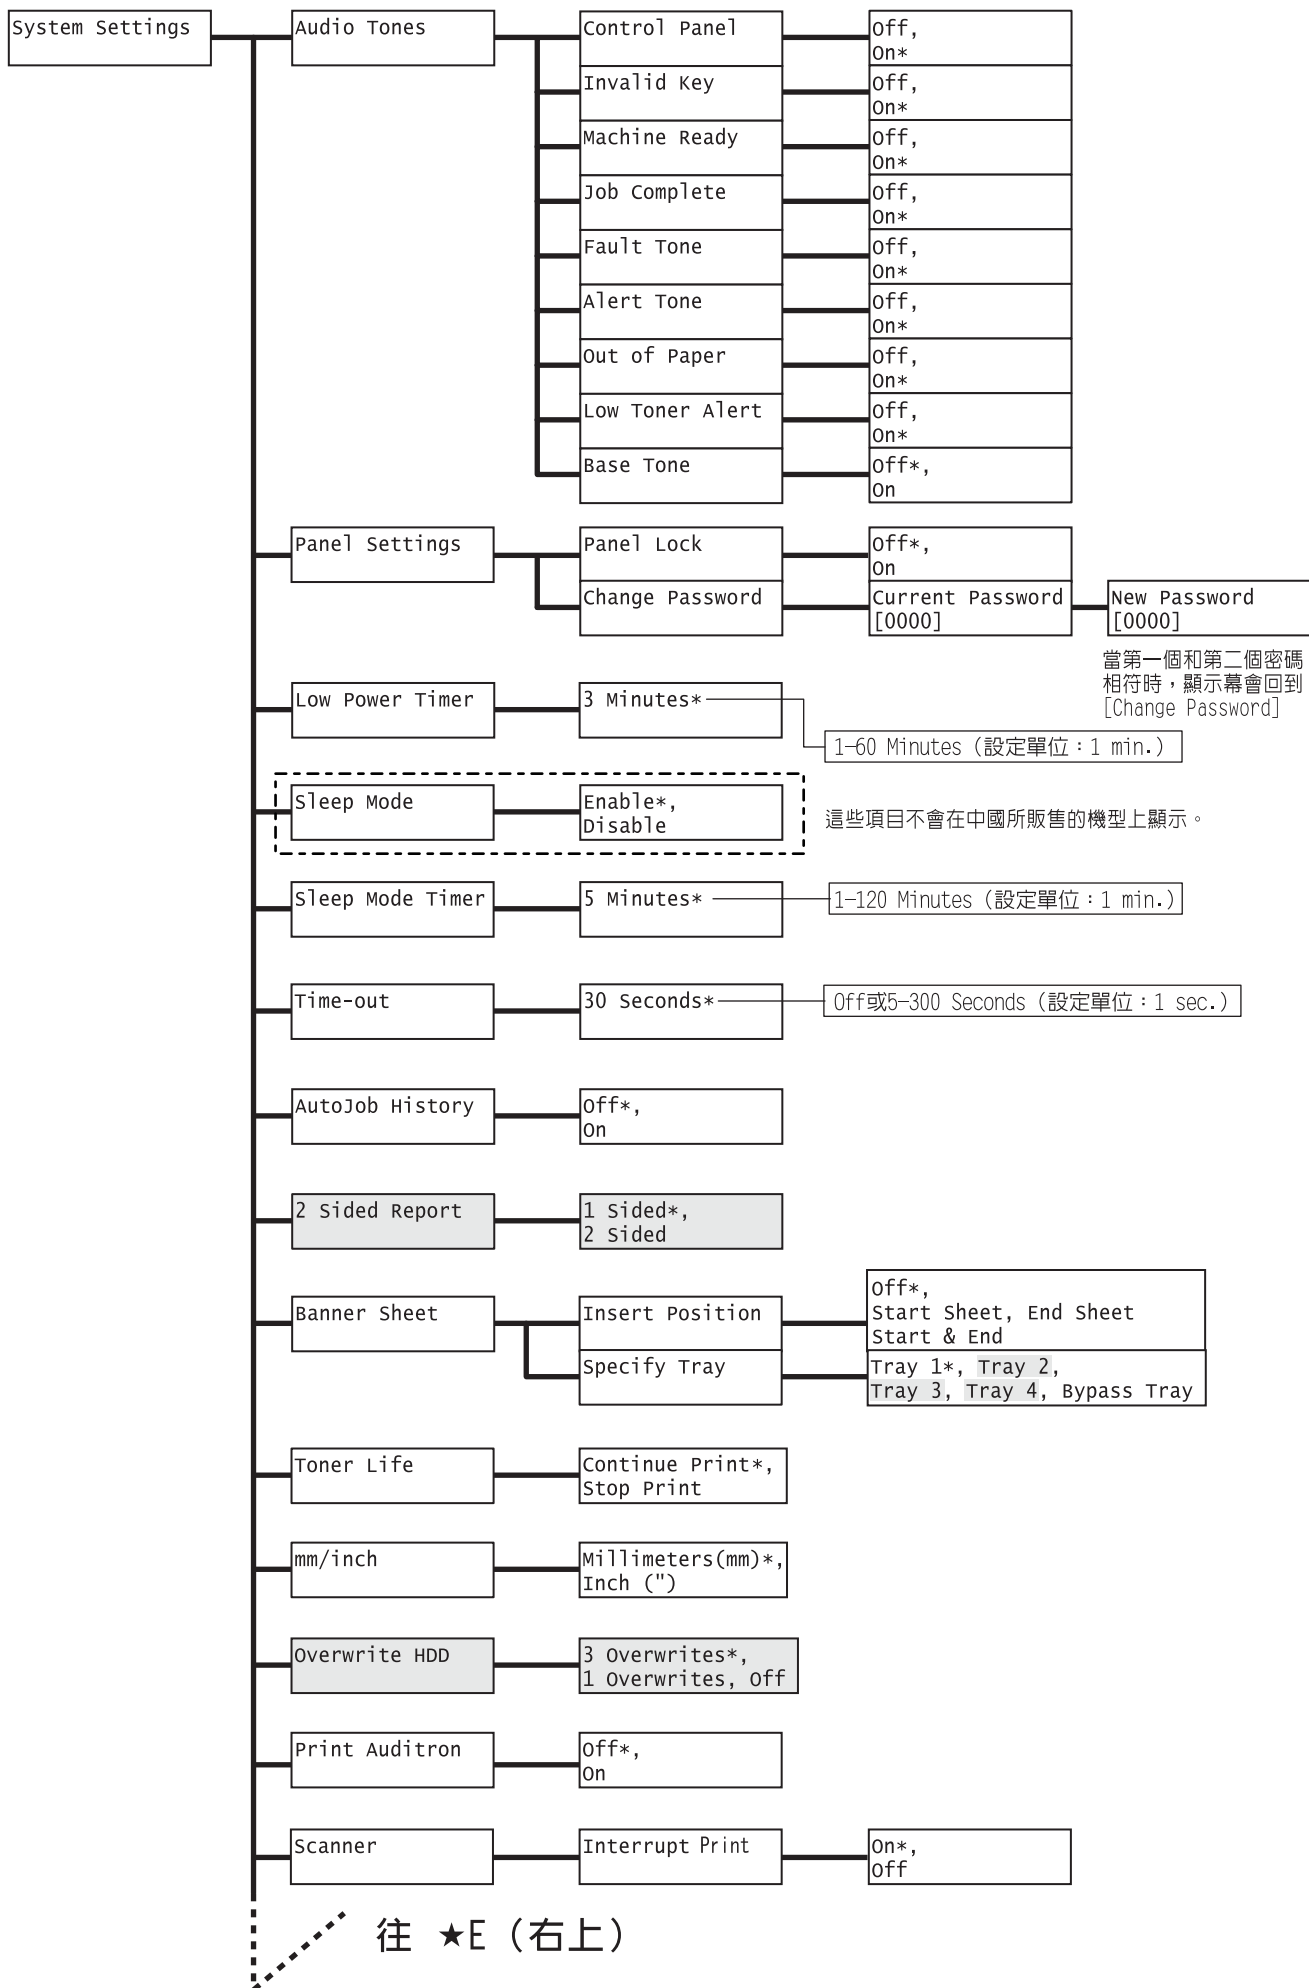 System Settings
Audio Tones
Control Panel
Off,
On*
Invalid Key
Off,
On*
Machine Ready
Off,
On*
Job Complete
Off,
On*
Fault Tone
Off,
On*
Alert Tone
Off,
On*
Out of Paper
Off,
On*
Low Toner Alert
Off,
On*
Base Tone
Off*,
On
Panel Settings
Panel Lock
Off*,
On
Change Password
Current Password
[0000]
New Password
[0000]
當第一個和第二個密碼
相符時，顯示幕會回到
[Change Password]
Low Power Timer
3 Minutes*
1–60 Minutes（設定單位：1 min.）
Sleep Mode
Enable*,
Disable
這些項目不會在中國所販售的機型上顯示。
Sleep Mode Timer
5 Minutes*
1–120 Minutes（設定單位：1 min.）
Time-out
30 Seconds*
Off或5–300 Seconds（設定單位：1 sec.）
AutoJob History
Off*,
On
2 Sided Report
1 Sided*,
2 Sided
Banner Sheet
Insert Position
Off*,
Start Sheet, End Sheet
Start & End
Specify Tray
Tray 1*, Tray 2,
Tray 3, Tray 4, Bypass Tray
Toner Life
Continue Print*,
Stop Print
mm/inch
Millimeters(mm)*,
Inch (")
Overwrite HDD
3 Overwrites*,
1 Overwrites, Off
Print Auditron
Off*,
On
Scanner
Interrupt Print
On*,
Off
往 ★E（右上）